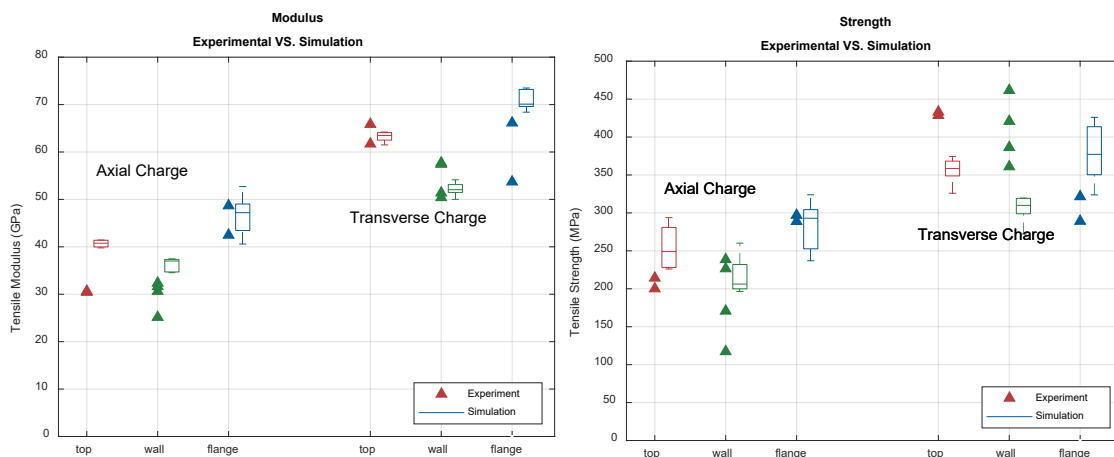 Modulus
Experimental VS. Simulation
80
70
60
50
40
30
20
10
0
Tensile Modulus (GPa)
Axial Charge
Transverse Charge
Experiment
Simulation
top
wall
flange
top
wall
flange
Strength
Experimental VS. Simulation
500
450
400
350
300
250
200
150
100
50
0
Tensile Strength (MPa)
Axial Charge
Transverse Charge
Experiment
Simulation
top
wall
flange
top
wall
flange